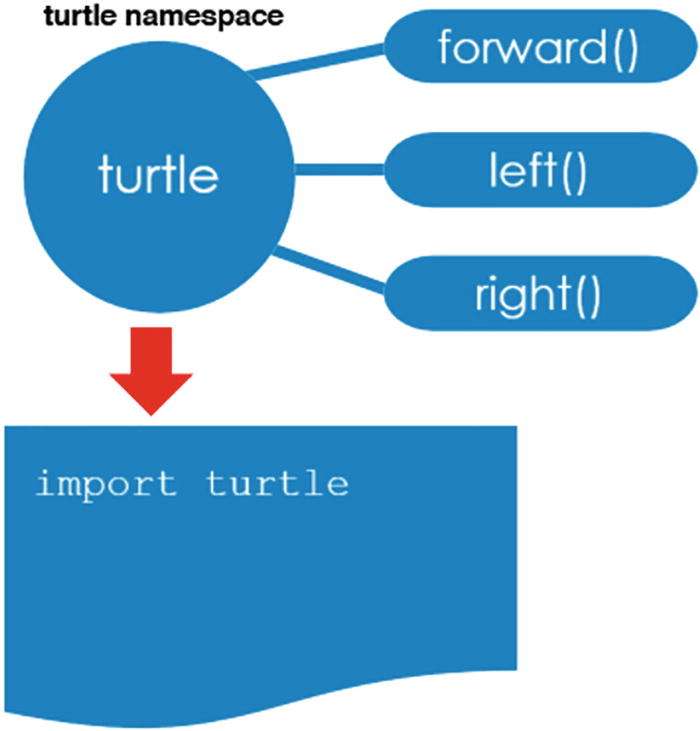 turtle namespace
forward()
turtle
left()
right()
import turtle